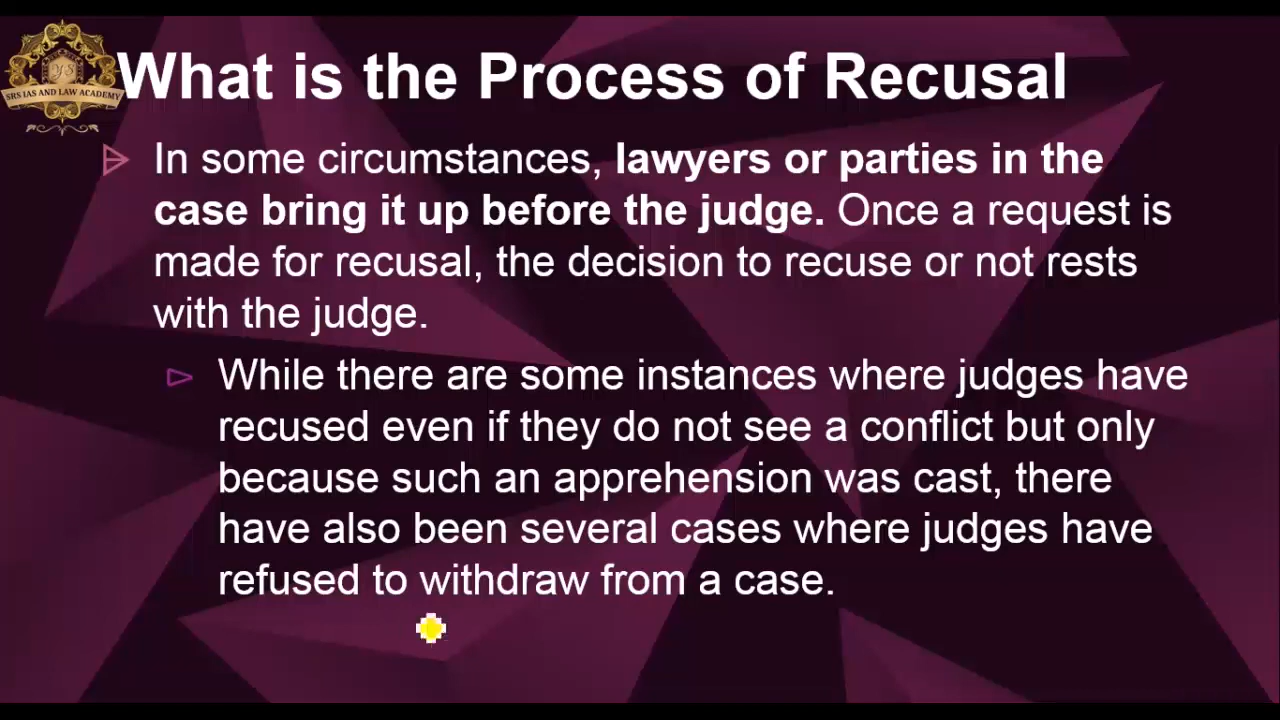 What is the Process of Recusal
YS
SRS IAS AND LAW ACADEMY
In some circumstances, lawyers or parties in the
case bring it up before the judge. Once a request is
made for recusal, the decision to recuse or not rests
with the judge.
While there are some instances where judges have
recused even if they do not see a conflict but only
because such an apprehension was cast, there
have also been several cases where judges have
refused to withdraw from a case.